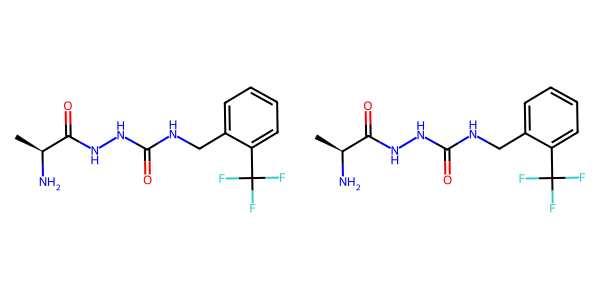 O H H O H H
N N N N
N N
H H
NH₂ O F F NH₂ O F F
F F